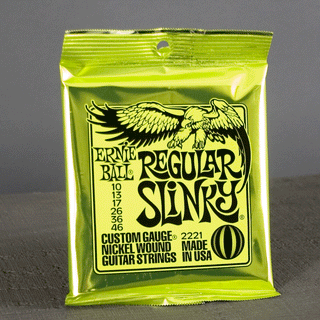 ERNIE BALL®
REGULAR
SLINKY®
10
13
17
26
36
46
CUSTOM GAUGE® 2221
NICKEL WOUND MADE
GUITAR STRINGS IN USA